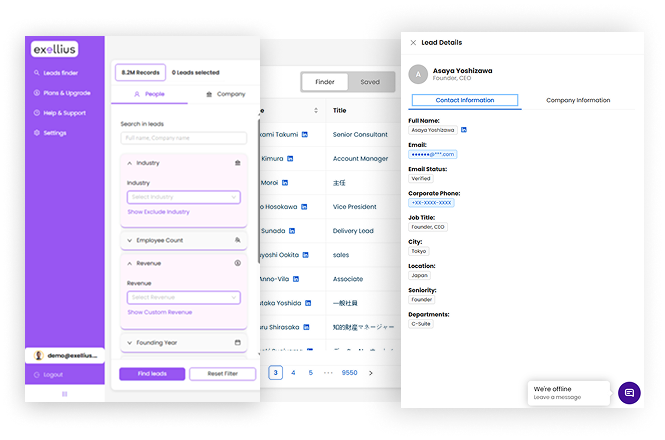 exellius
Leads finder
Plans & Upgrade
Help & Support
Settings
demo@exellius....
Logout
8.2M Records
0 Leads selected
People
Company
Search in leads
Full name, Company name
Industry
Industry
Select Industry
Show Exclude Industry
Employee Count
Revenue
Revenue
Select Revenue
Show Custom Revenue
Founding Year
Find leads
Reset Filter
Finder
Saved
Title
kami Takumi
Senior Consultant
Kimura
Account Manager
Moroi
主任
o Hosokawa
Vice President
Sunada
Delivery Lead
uyoshi Ookita
sales
Anno-Vila
Associate
utaka Yoshida
一般社員
ru Shirasaka
知的財産マネージャー
3
4
5
•••
9550
Lead Details
A
Asaya Yoshizawa
Founder, CEO
Contact Information
Company Information
Full Name:
Asaya Yoshizawa
Email:
●●●●●●@***.com
Email Status:
Verified
Corporate Phone:
+XX-XXXX-XXXX
Job Title:
Founder, CEO
City:
Tokyo
Location:
Japan
Seniority:
Founder
Departments:
C-Suite
We're offline
Leave a message